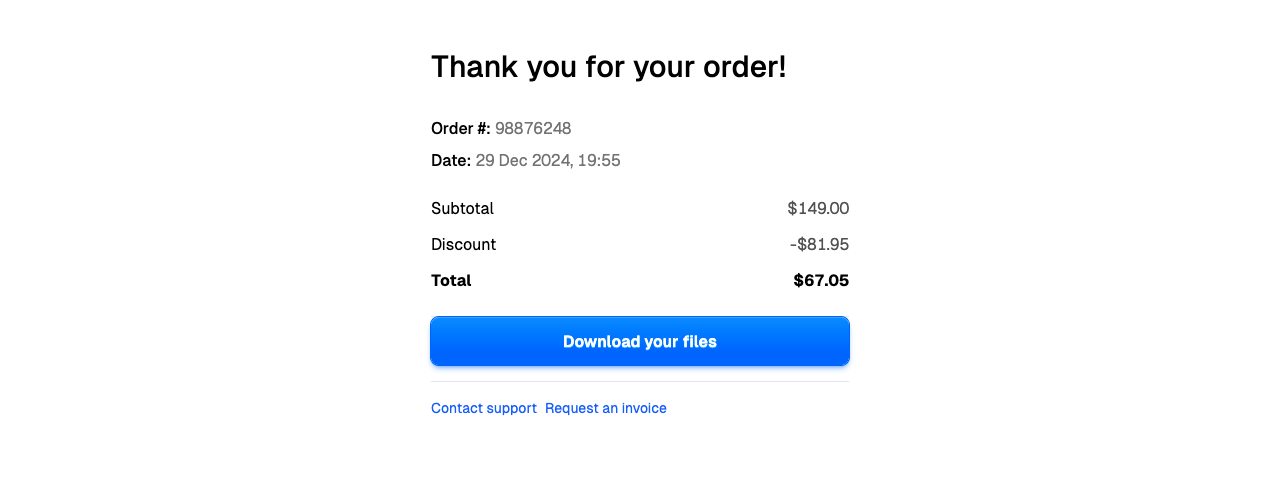 Thank you for your order!
Order #: 98876248
Date: 29 Dec 2024, 19:55
Subtotal $149.00
Discount -$81.95
Total $67.05
Download your files
Contact support Request an invoice